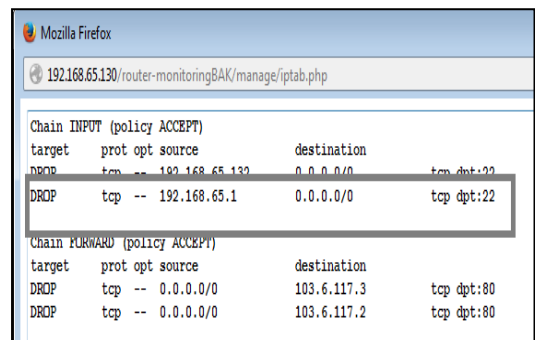 Mozilla Firefox
192.168.65.130/router-monitoringBAK/manage/iptab.php
Chain INPUT (policy ACCEPT)
target prot opt source destination
DROP tcp -- 192.168.65.132 0.0.0.0/0 tcp dpt:22
DROP tcp -- 192.168.65.1 0.0.0.0/0 tcp dpt:22
Chain FORWARD (policy ACCEPT)
target prot opt source destination
DROP tcp -- 0.0.0.0/0 103.6.117.3 tcp dpt:80
DROP tcp -- 0.0.0.0/0 103.6.117.2 tcp dpt:80